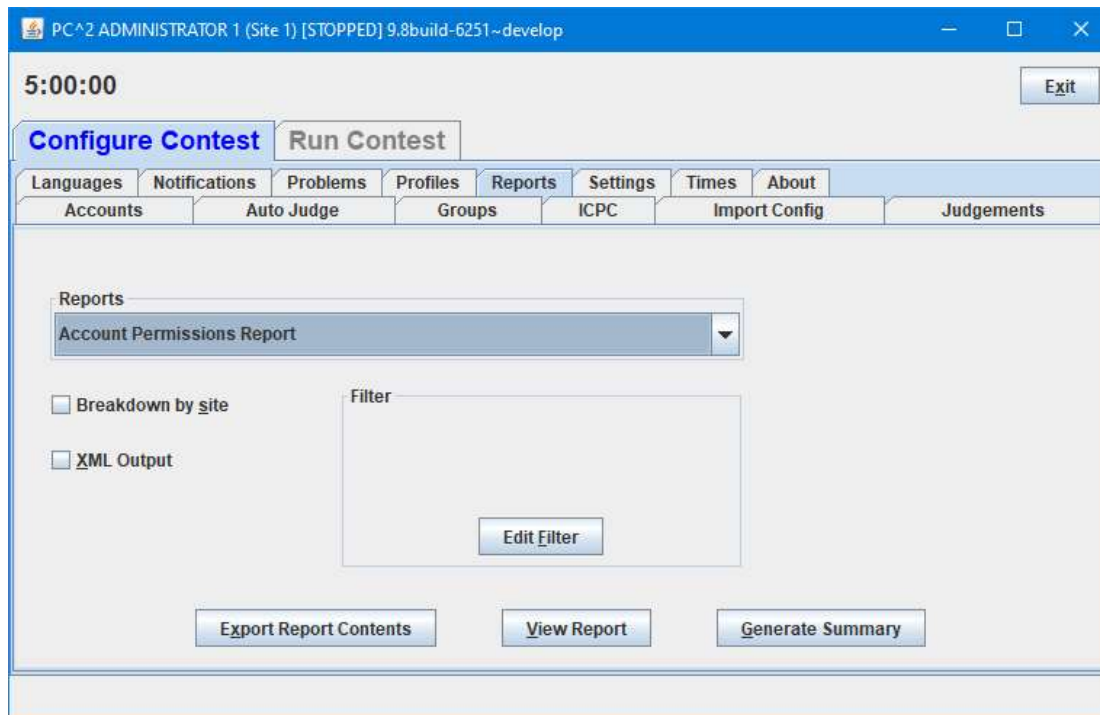 PC^2 ADMINISTRATOR 1 (Site 1) [STOPPED] 9.8build-6251~develop
5:00:00
Exit
Configure Contest Run Contest
Languages Notifications Problems Profiles Reports Settings Times About
Accounts Auto Judge Groups ICPC Import Config Judgements
Reports
Account Permissions Report
Breakdown by site
Filter
XML Output
Edit Filter
Export Report Contents View Report Generate Summary